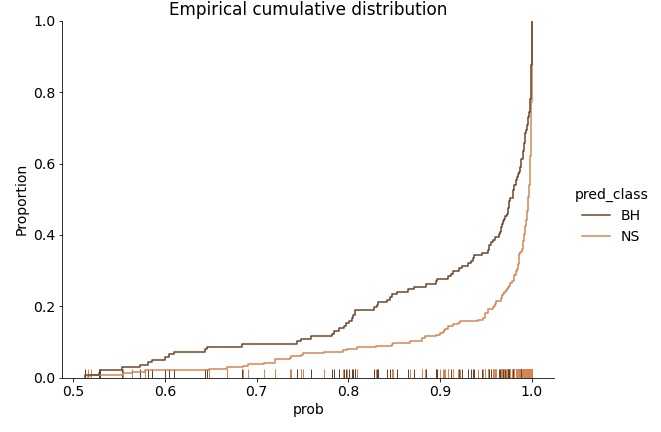 Empirical cumulative distribution
1.0
0.8
0.6
0.4
0.2
0.0
Proportion
0.5 0.6 0.7 0.8 0.9 1.0
prob
pred_class
BH
NS